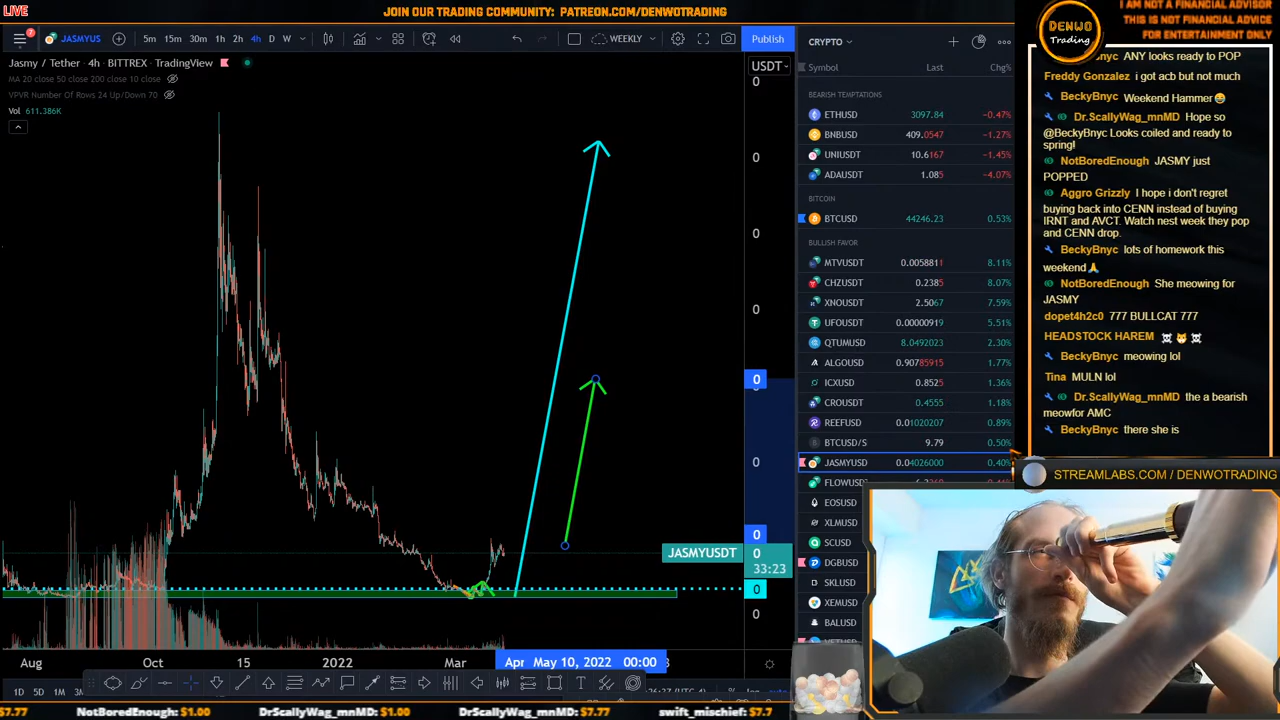 LIVE
JOIN OUR TRADING COMMUNITY: PATREON.COM/DENWOTRADING
7
JASMYUS
5m 15m 30m 1h 2h 4h D W
WEEKLY
Publish
Jasmy / Tether · 4h · BITTREX · TradingView
MA 20 close 50 close 200 close 10 close
VPVR Number Of Rows 24 Up/Down 70
Vol 611.386K
USDT
0
0
0
0
0
0
0
JASMYUSDT 0
33:23
0
0
Aug Oct 15 2022 Mar Apr May 10, 2022 00:00
1D 5D 1M 3M
CRYPTO
Symbol Last Chg%
BEARISH TEMPTATIONS
ETHUSD 3097.84 −0.47%
BNBUSD 409.0547 −1.27%
UNIUSDT 10.6167 −1.45%
ADAUSDT 1.085 −4.07%
BITCOIN
BTCUSD 44246.23 0.53%
BULLISH FAVOR
MTVUSDT 0.0058811 8.11%
CHZUSDT 0.2385 8.07%
XNOUSDT 2.5067 7.59%
UFOUSDT 0.00000919 5.51%
QTUMUSD 8.0492023 2.30%
ALGOUSD 0.90785915 1.77%
ICXUSD 0.8525 1.36%
CROUSDT 0.4555 1.18%
REEFUSD 0.01020207 0.89%
BTCUSD/S 9.79 0.50%
JASMYUSD 0.04026000 0.40%
FLOWUSD
EOSUSD
XLMUSD
SCUSD
DGBUSD
SKLUSD
XEMUSD
BALUSD
DENWO
Trading
I AM NOT A FINANCIAL ADVISOR
THIS IS NOT FINANCIAL ADVICE
FOR ENTERTAINMENT ONLY
ANY looks ready to POP
Freddy Gonzalez i got acb but not much
BeckyBnyc Weekend Hammer😄
Dr.ScallyWag_mnMD Hope so
@BeckyBnyc Looks coiled and ready to
spring!
NotBoredEnough JASMY just
POPPED
Aggro Grizzly I hope i don't regret
buying back into CENN instead of buying
IRNT and AVCT. Watch nest week they pop
and CENN drop.
BeckyBnyc lots of homework this
weekend🙏
NotBoredEnough She meowing for
JASMY
dopet4h2c0 777 BULLCAT 777
HEADSTOCK HAREM ☠️🐱☠️
BeckyBnyc meowing lol
Tina MULN lol
Dr.ScallyWag_mnMD the a bearish
meowfor AMC
BeckyBnyc there she is
STREAMLABS.COM / DENWOTRADING
$7.77 NotBoredEnough: $1.00 DrScallyWag_mnMD: $1.00 DrScallyWag_mnMD: $7.77 swift_mischief: $7.7